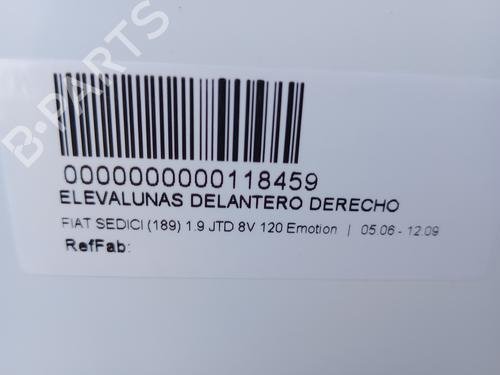 B-PARTS
0000000000118459
ELEVALUNAS DELANTERO DERECHO
FIAT SEDICI (189) 1.9 JTD 8V 120 Emotion | 05.06 - 12.09
RefFab: